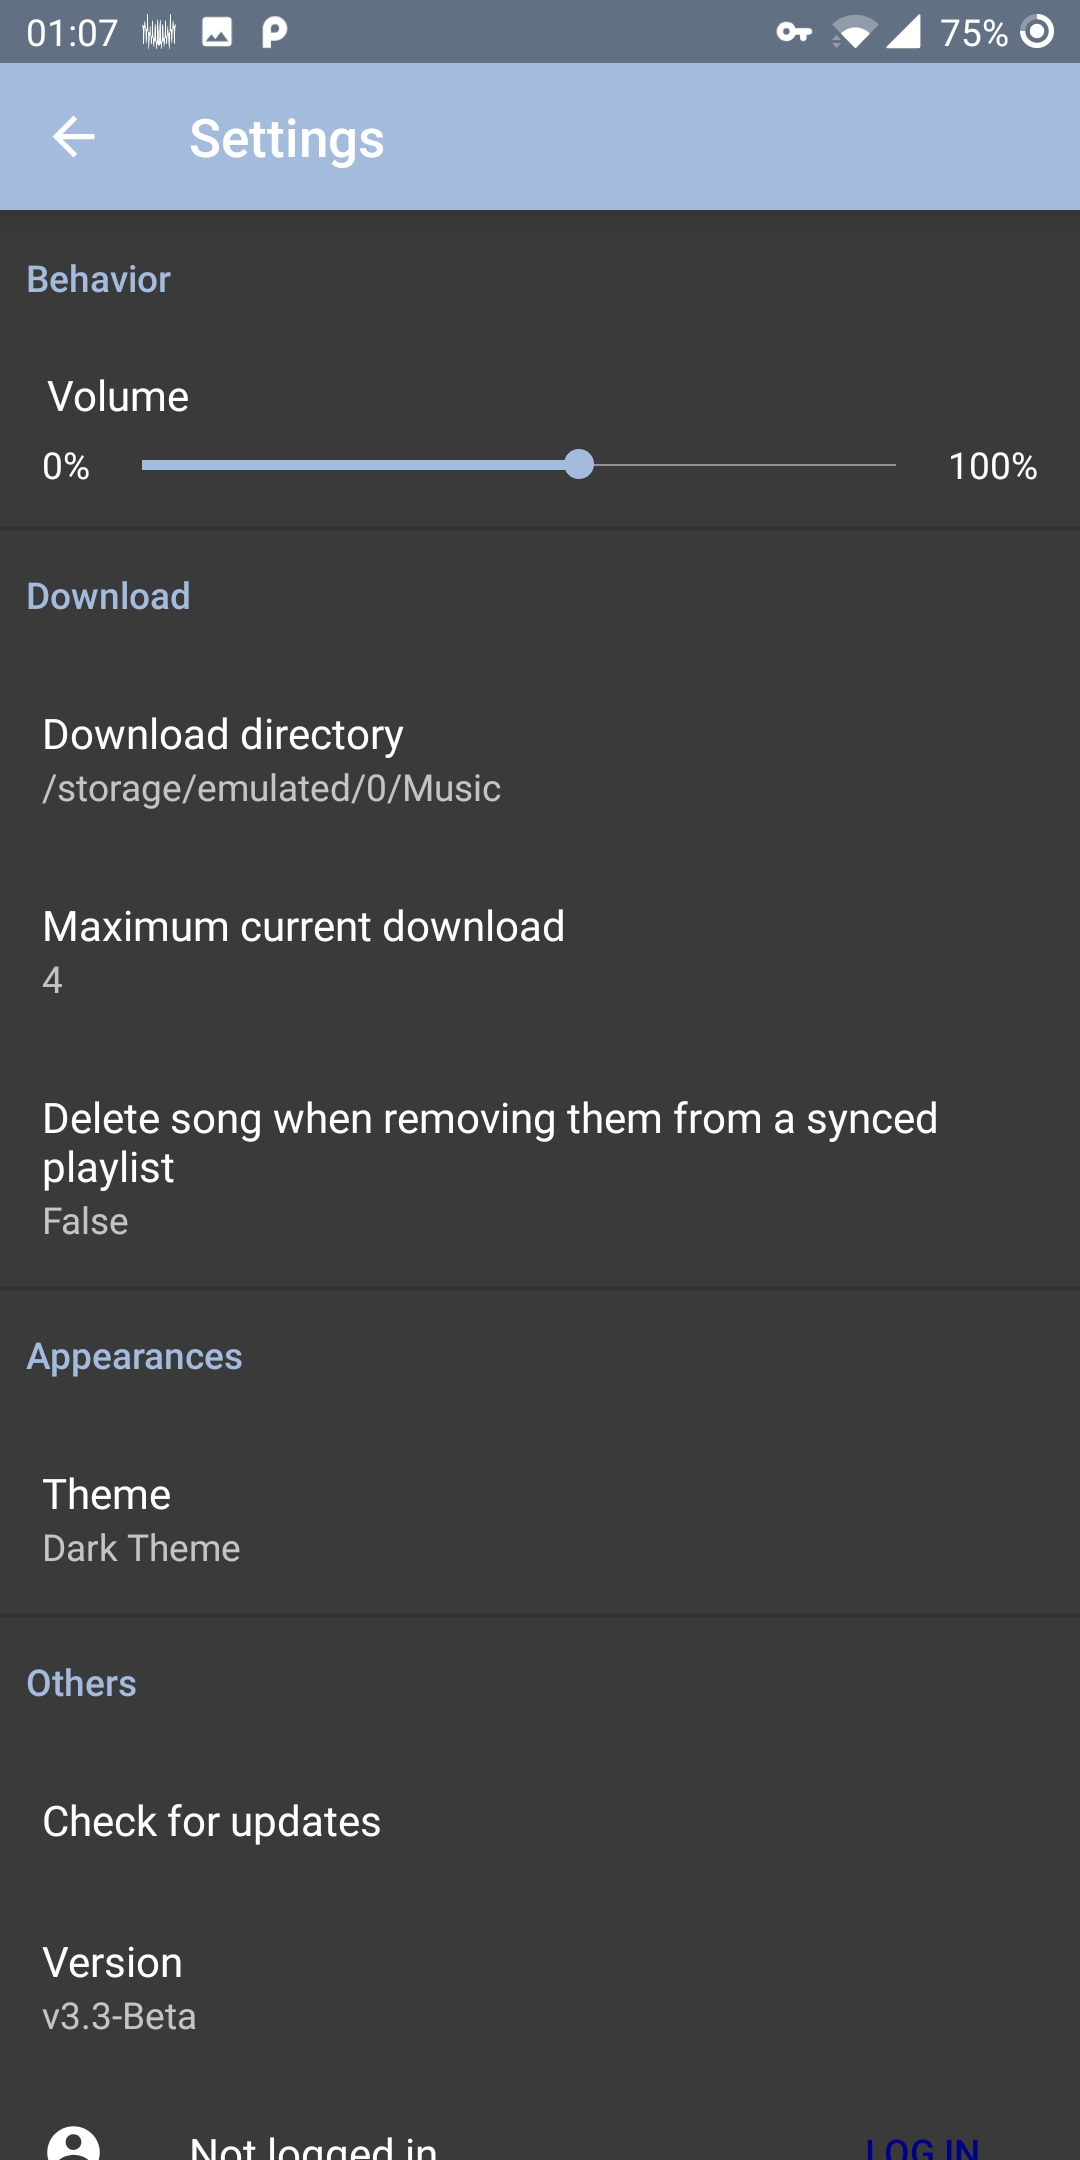 01:07 75%
Settings
Behavior
Volume
0% 100%
Download
Download directory
/storage/emulated/0/Music
Maximum current download
4
Delete song when removing them from a synced
playlist
False
Appearances
Theme
Dark Theme
Others
Check for updates
Version
v3.3-Beta
Not logged in LOG IN